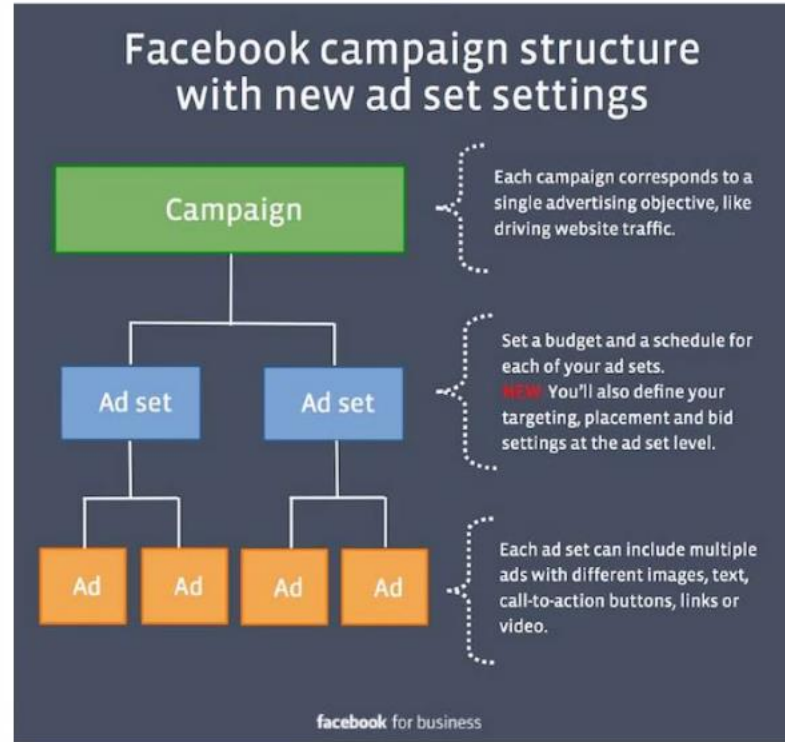 Facebook campaign structure
with new ad set settings
Campaign
Each campaign corresponds to a
single advertising objective, like
driving website traffic.
Ad set
Ad set
Set a budget and a schedule for
each of your ad sets.
NEW: You'll also define your
targeting, placement and bid
settings at the ad set level.
Ad
Ad
Ad
Ad
Each ad set can include multiple
ads with different images, text,
call-to-action buttons, links or
video.
facebook for business